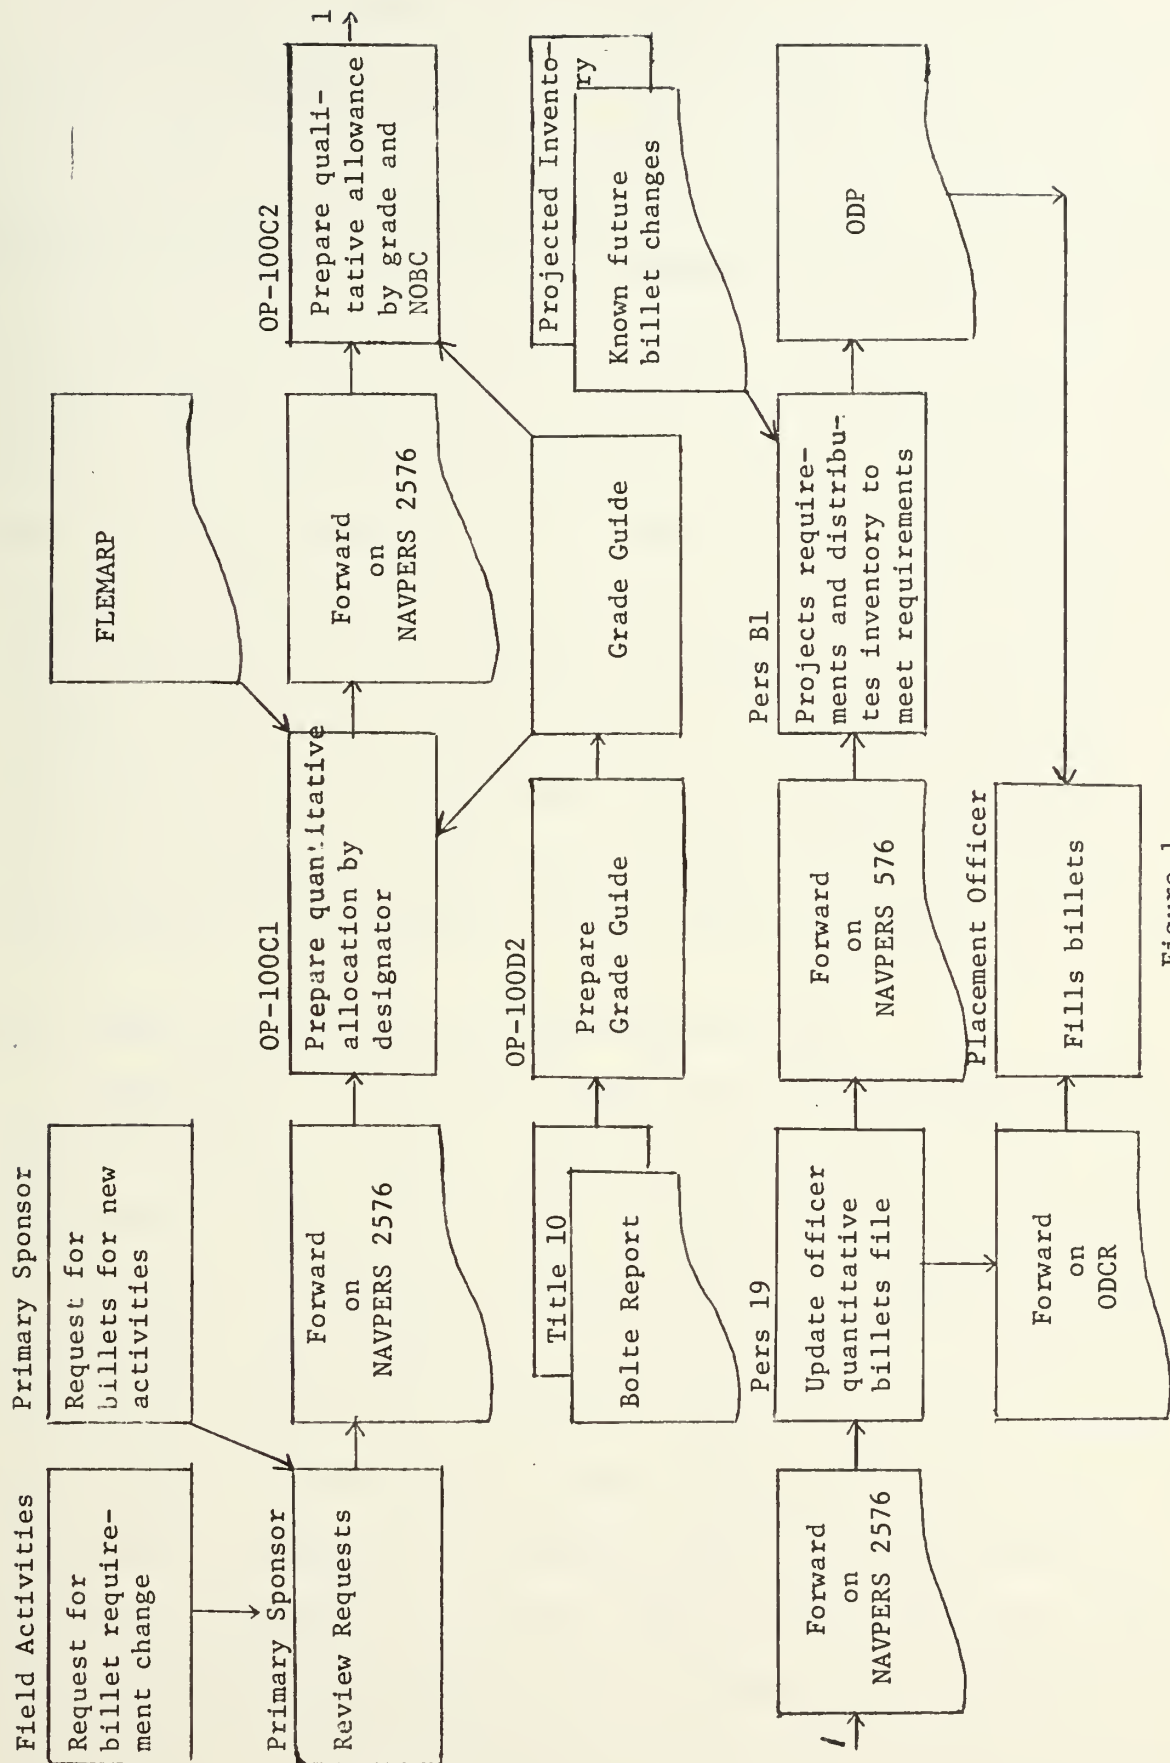 Field Activities
Request for
billet require-
ment change
Primary Sponsor
Request for
billets for new
activities
FLEMARP
Primary Sponsor
Review Requests
Forward
on
NAVPERS 2576
OP-100C1
Prepare quantitative
allocation by
designator
Forward
on
NAVPERS 2576
OP-100C2
Prepare quali-
tative allowance
by grade and
NOBC
1
Title 10
Bolte Report
OP-100D2
Prepare
Grade Guide
Grade Guide
Projected Invento-
ry
Known future
billet changes
1
Forward
on
NAVPERS 2576
Pers 19
Update officer
quantitative
billets file
Forward
on
NAVPERS 576
Pers B1
Projects require-
ments and distribu-
tes inventory to
meet requirements
ODP
Forward
on
ODCR
Placement Officer
Fills billets
Figure 1